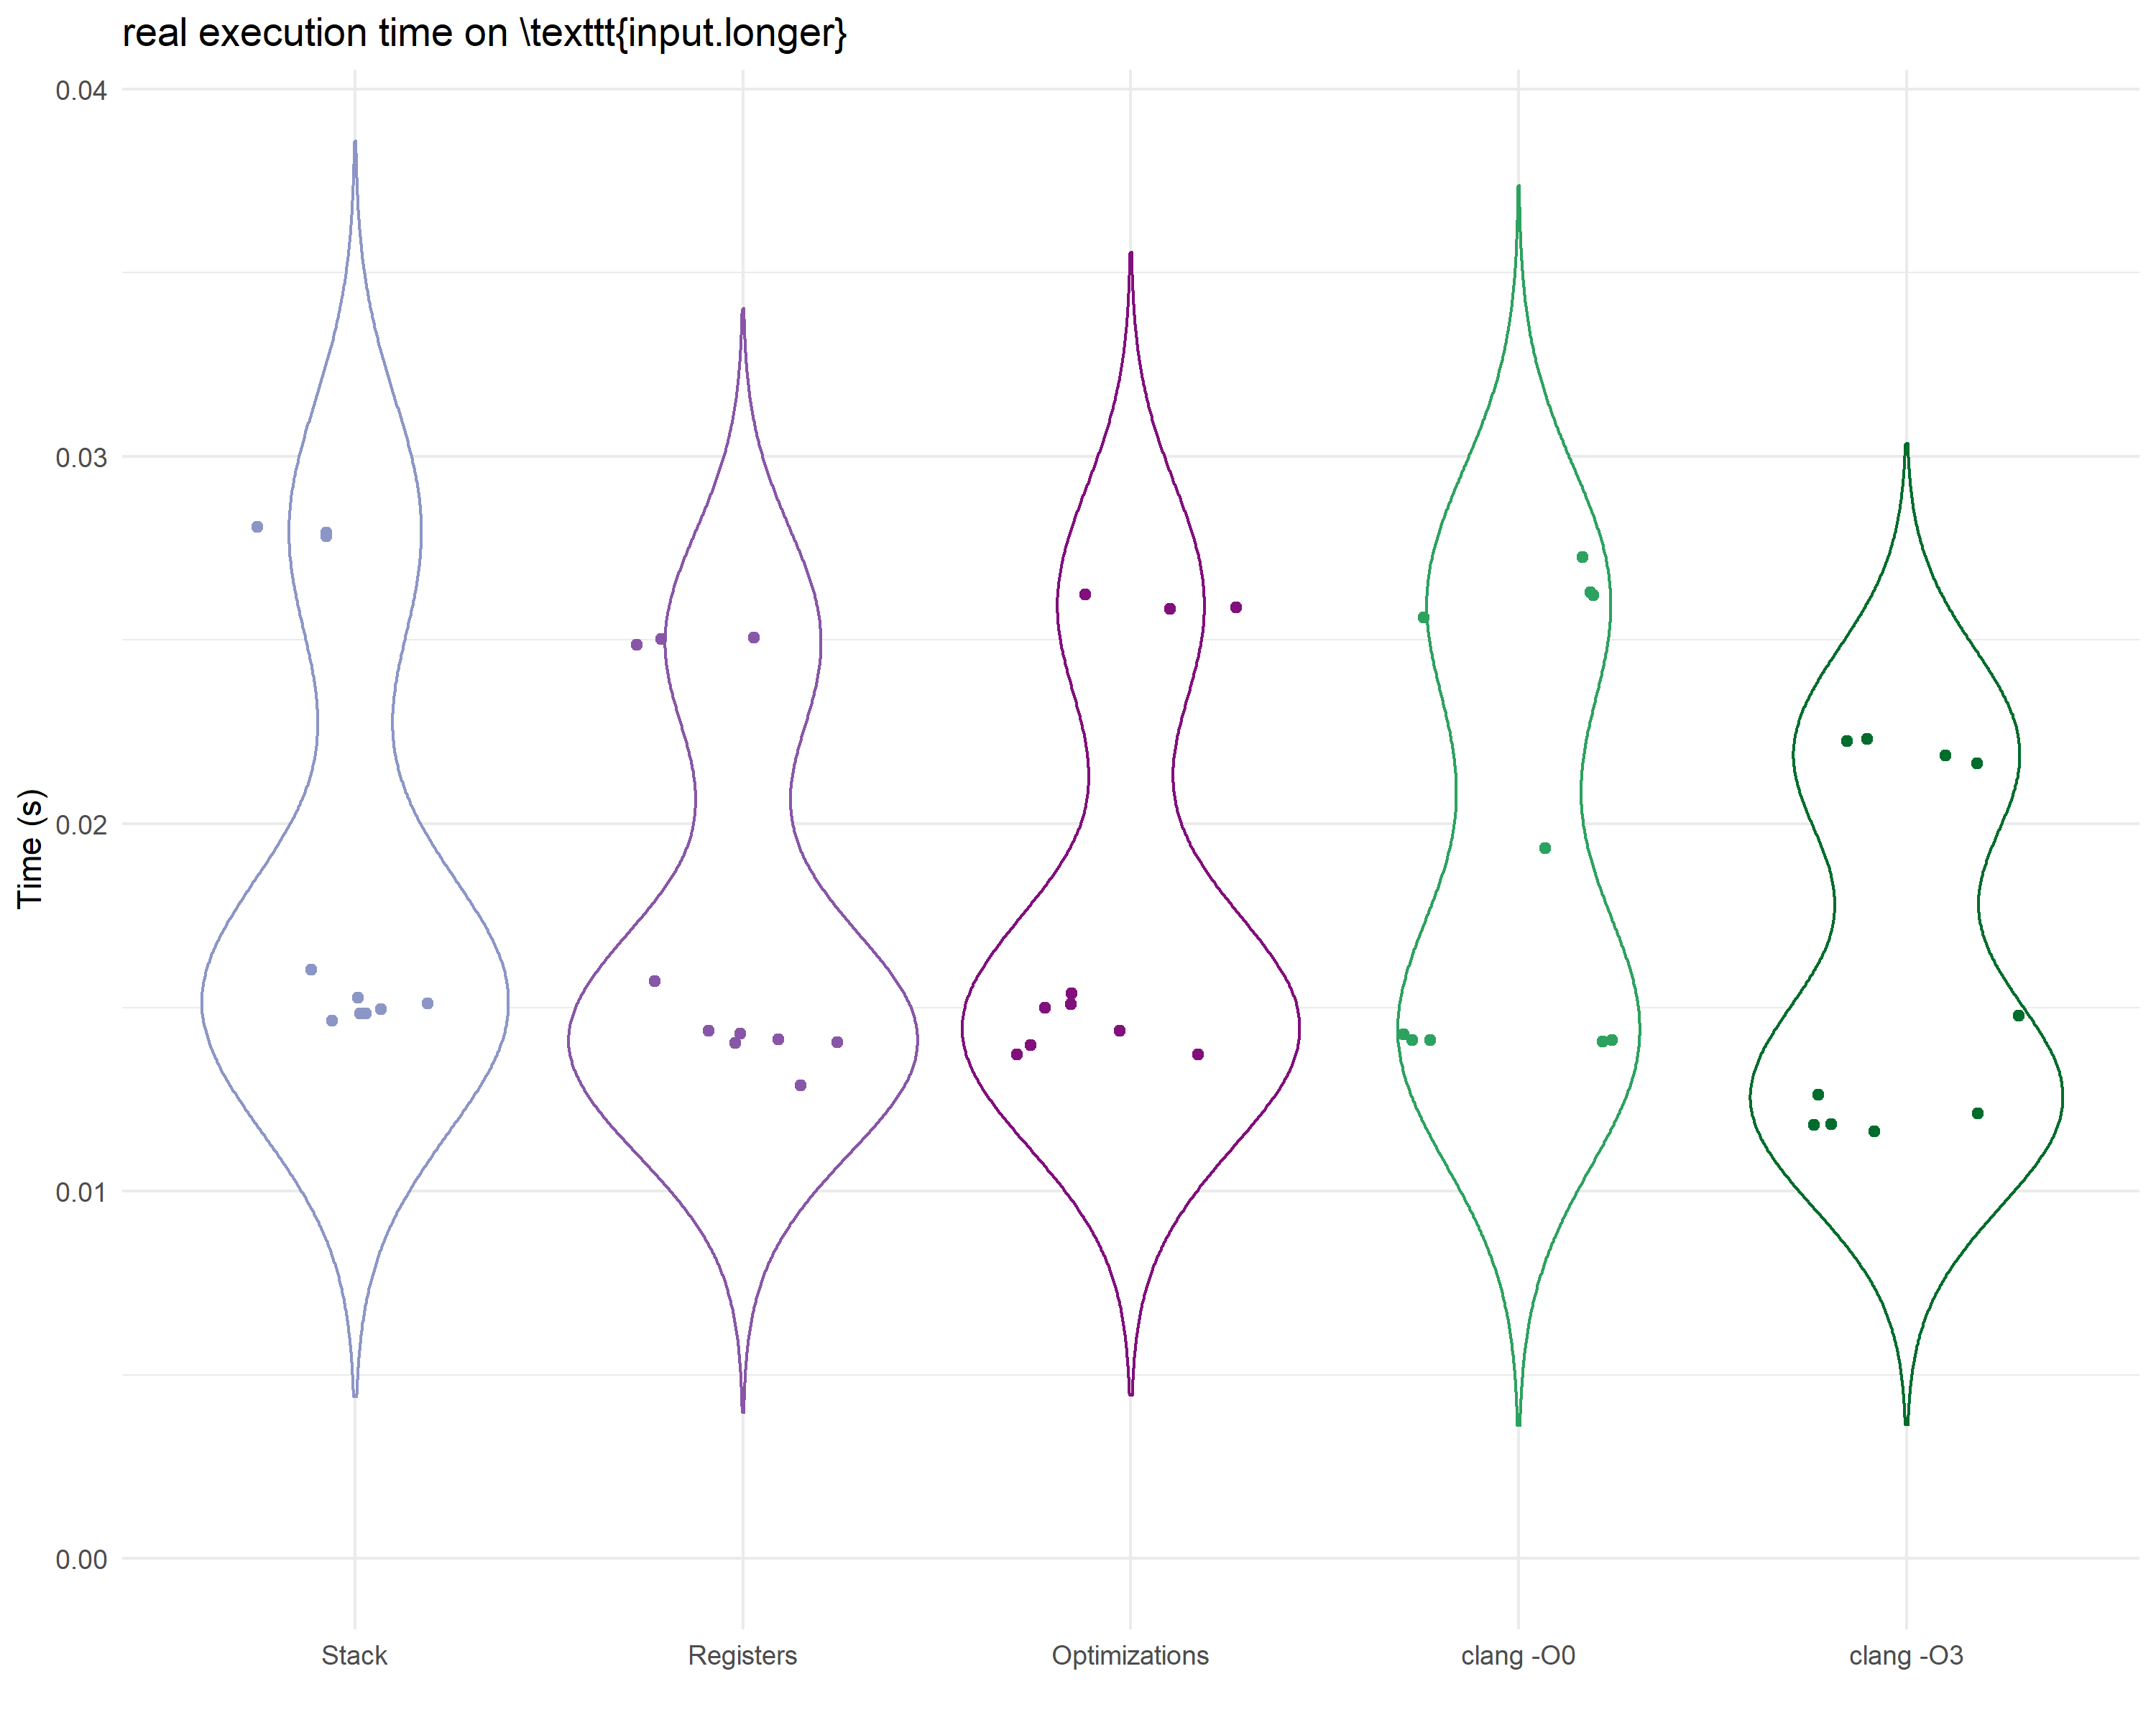 real execution time on \texttt{input.longer}
Time (s)
0.04
0.03
0.02
0.01
0.00
Stack Registers Optimizations clang -O0 clang -O3